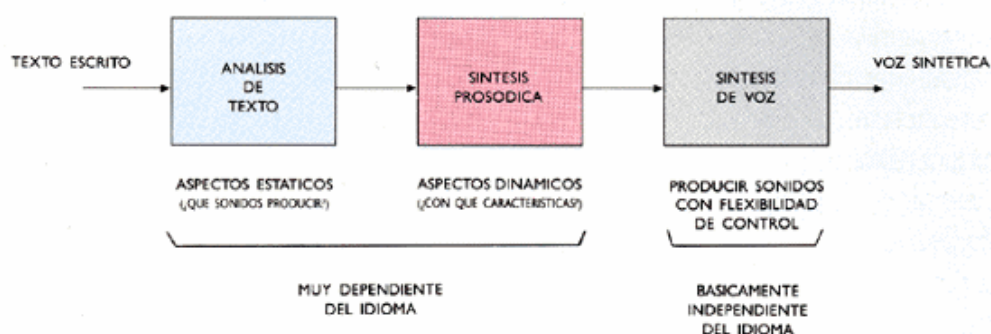 TEXTO ESCRITO
ANALISIS
DE
TEXTO
SINTESIS
PROSODICA
SINTESIS
DE VOZ
VOZ SINTETICA
ASPECTOS ESTATICOS
(¿QUE SONIDOS PRODUCIR?)
ASPECTOS DINAMICOS
(¿CON QUE CARACTERISTICAS?)
PRODUCIR SONIDOS
CON FLEXIBILIDAD
DE CONTROL
MUY DEPENDIENTE
DEL IDIOMA
BASICAMENTE
INDEPENDIENTE
DEL IDIOMA